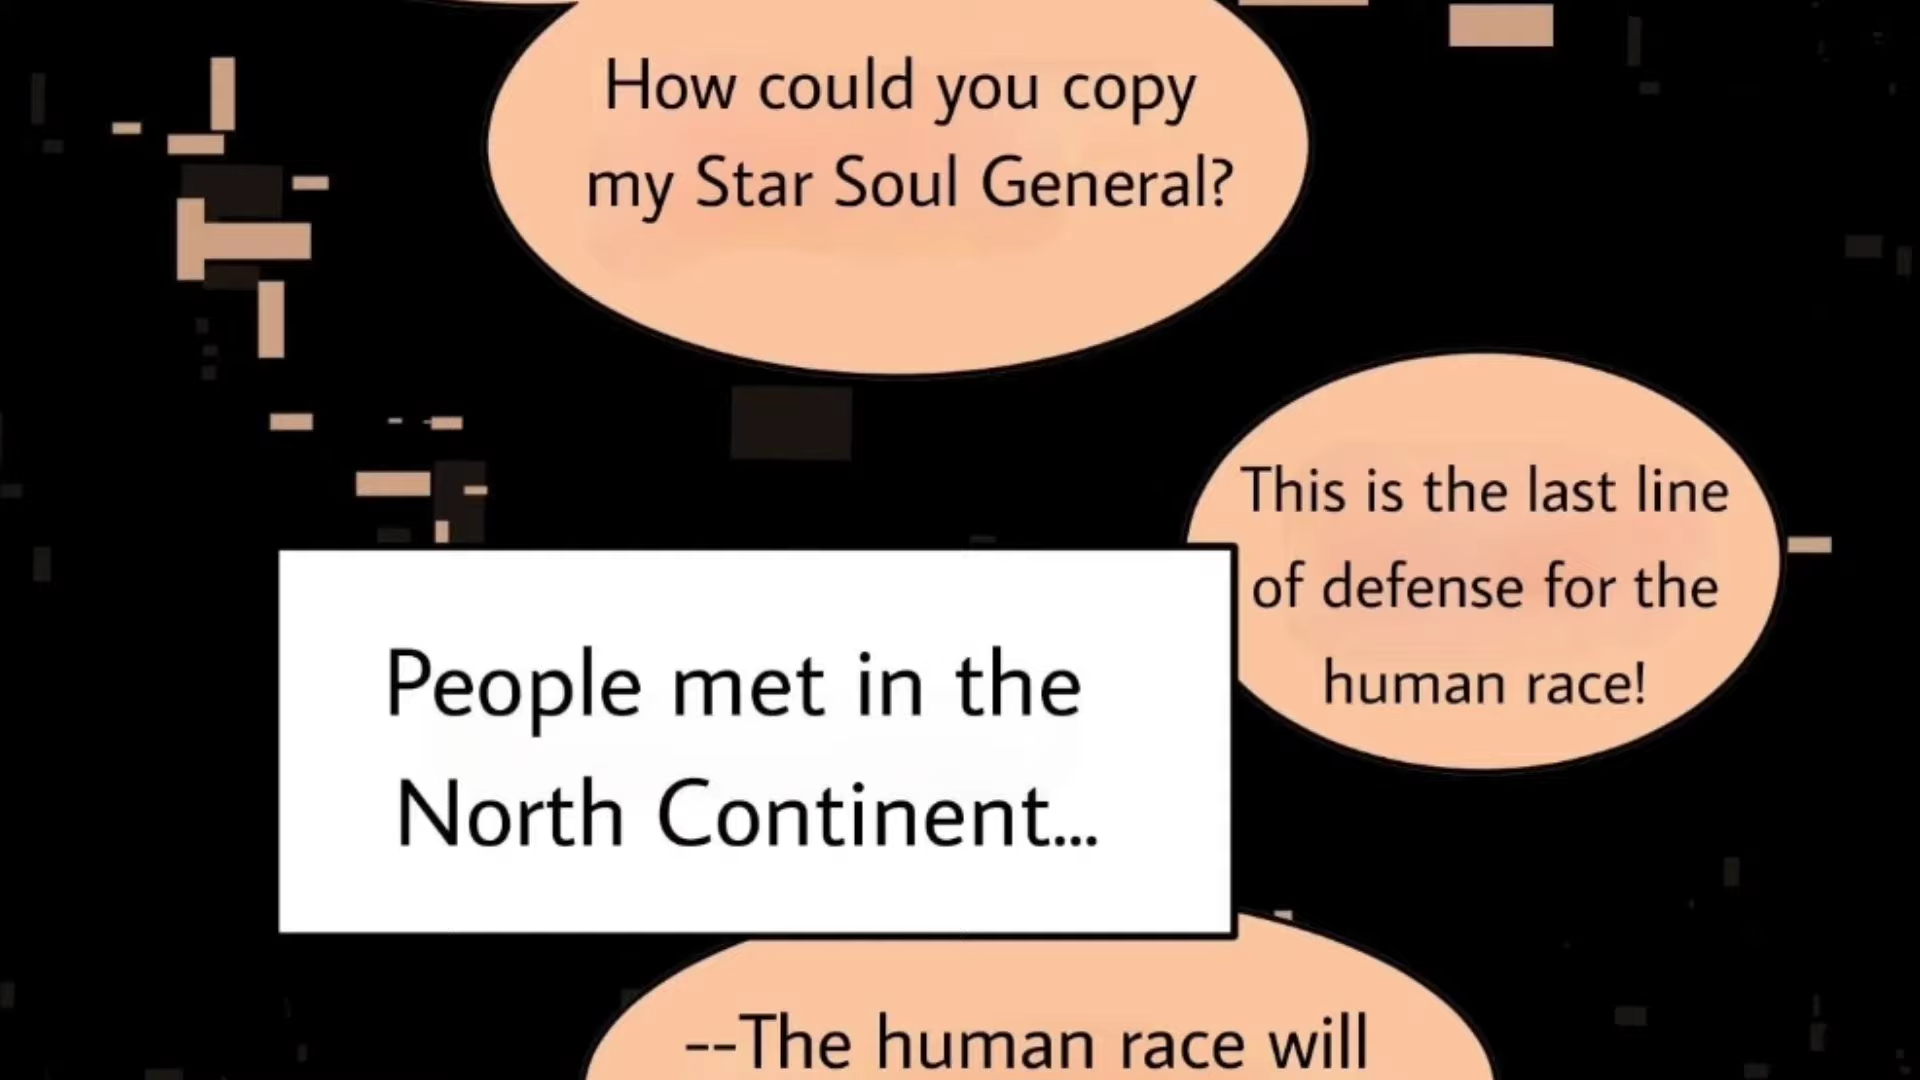 How could you copy
my Star Soul General?
This is the last line
of defense for the
human race!
People met in the
North Continent...
--The human race will